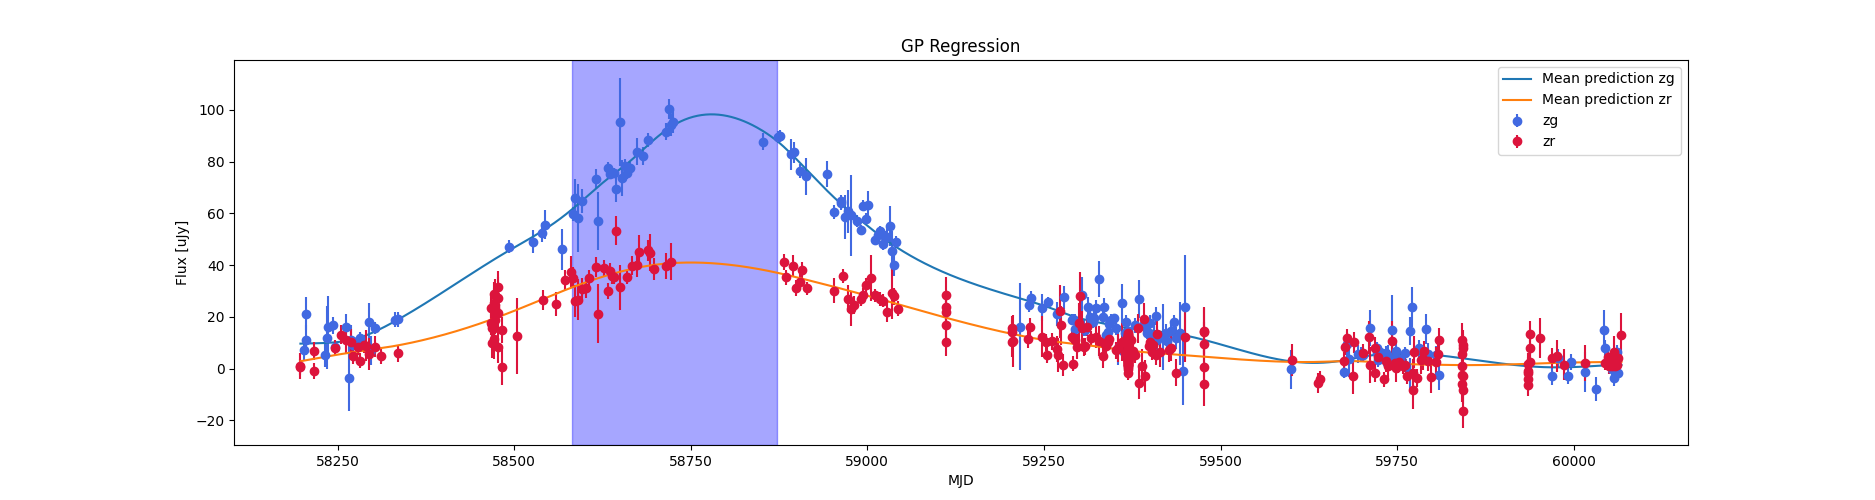 GP Regression
Flux [uJy]
100
80
60
40
20
0
−20
58250
58500
58750
59000
59250
59500
59750
60000
MJD
Mean prediction zg
Mean prediction zr
zg
zr